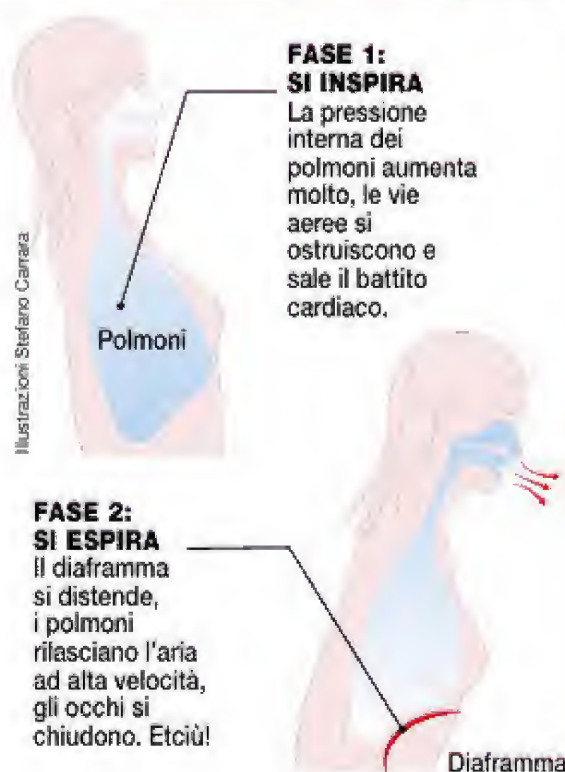 FASE 1:
SI INSPIRA
La pressione
interna dei
polmoni aumenta
molto, le vie
aeree si
ostruiscono e
sale il battito
cardiaco.
Polmoni
Illustrazioni Stefano Carrara
FASE 2:
SI ESPIRA
Il diaframma
si distende,
i polmoni
rilasciano l'aria
ad alta velocità,
gli occhi si
chiudono. Etciù!
Diaframma